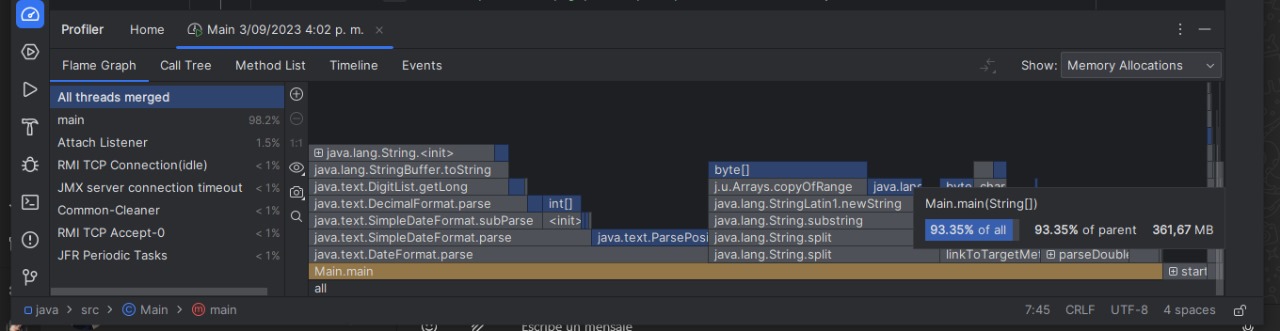 Profiler Home Main 3/09/2023 4:02 p. m.
Flame Graph Call Tree Method List Timeline Events Show: Memory Allocations
All threads merged
main 98.2%
Attach Listener 1.5%
RMI TCP Connection(idle) < 1%
JMX server connection timeout < 1%
Common-Cleaner < 1%
RMI TCP Accept-0 < 1%
JFR Periodic Tasks < 1%
1:1
java.lang.String.<init>
java.lang.StringBuffer.toString byte[]
java.text.DigitList.getLong j.u.Arrays.copyOfRange java.lang byte char
java.text.DecimalFormat.parse int[] java.lang.StringLatin1.newString
java.text.SimpleDateFormat.subParse <init> java.lang.String.substring
java.text.SimpleDateFormat.parse java.text.ParsePosi java.lang.String.split
java.text.DateFormat.parse java.lang.String.split linkToTargetMet parseDouble
Main.main start
all
Main.main(String[])
93.35% of all 93.35% of parent 361,67 MB
java > src > Main > main 7:45 CRLF UTF-8 4 spaces
Escribe un mensaje